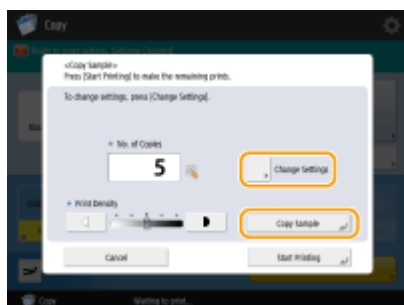 Copy
<Copy Sample>
Press [Start Printing] to make the remaining prints.
To change settings, press [Change Settings].
No. of Copies
5
Change Settings
Print Density
Copy Sample
Cancel
Start Printing
Copy
Waiting to print...